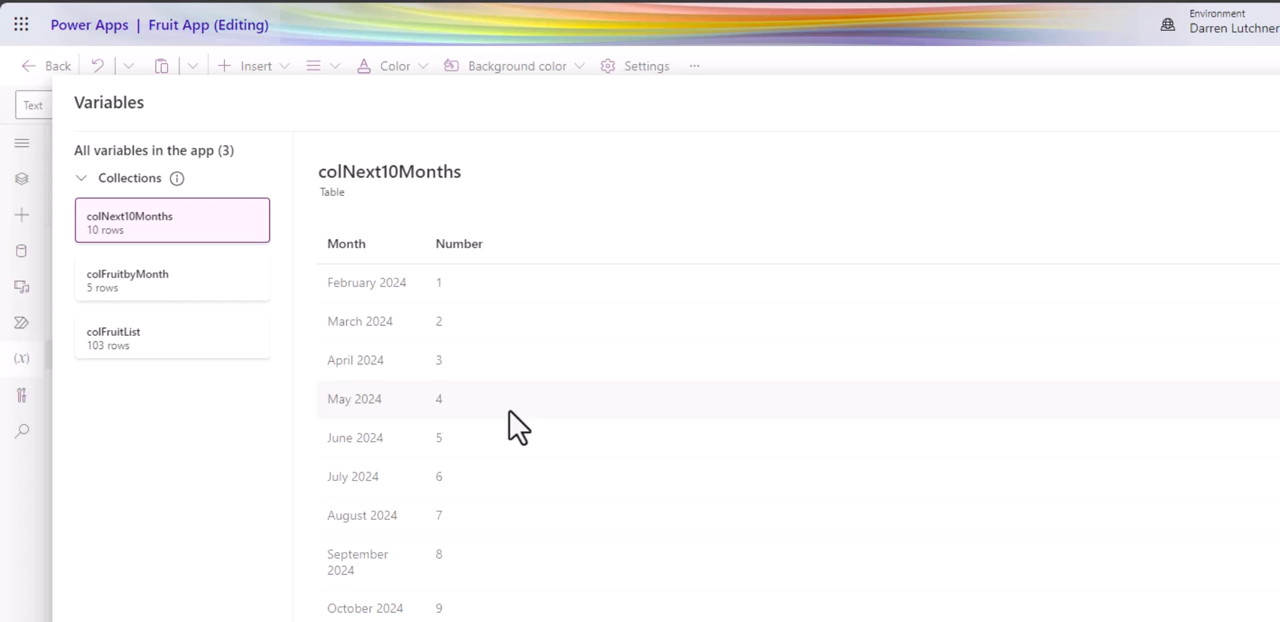 Power Apps | Fruit App (Editing)
Environment
Darren Lutchner
Back
Insert
Color
Background color
Settings
...
Text
Variables
All variables in the app (3)
Collections
colNext10Months
10 rows
colFruitbyMonth
5 rows
colFruitList
103 rows
(x)
colNext10Months
Table
Month Number
February 2024 1
March 2024 2
April 2024 3
May 2024 4
June 2024 5
July 2024 6
August 2024 7
September 8
2024
October 2024 9